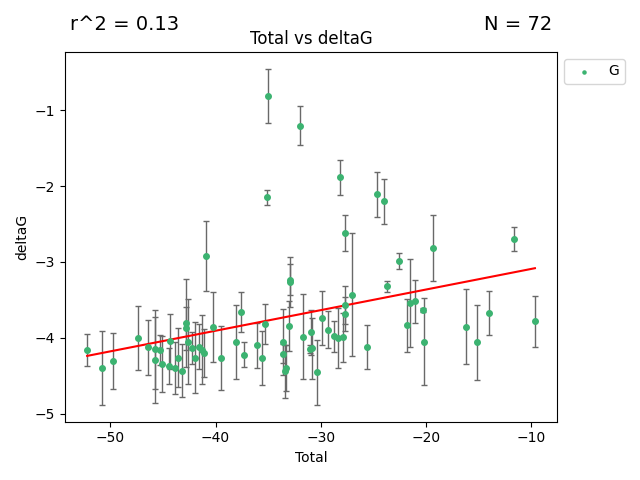 r^2 = 0.13
N = 72
Total vs deltaG
G
deltaG
−1
−2
−3
−4
−5
−50
−40
−30
−20
−10
Total